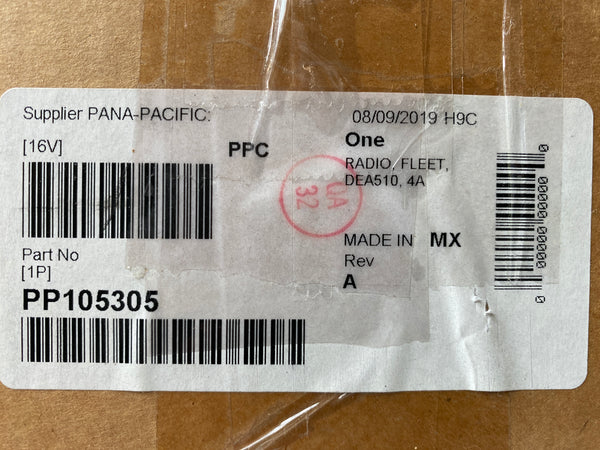 Supplier PANA-PACIFIC:
08/09/2019 H9C
[16V]
PPC
One
RADIO, FLEET,
DEA510, 4A
MADE IN MX
Rev
A
Part No
[1P]
PP105305
QA
32